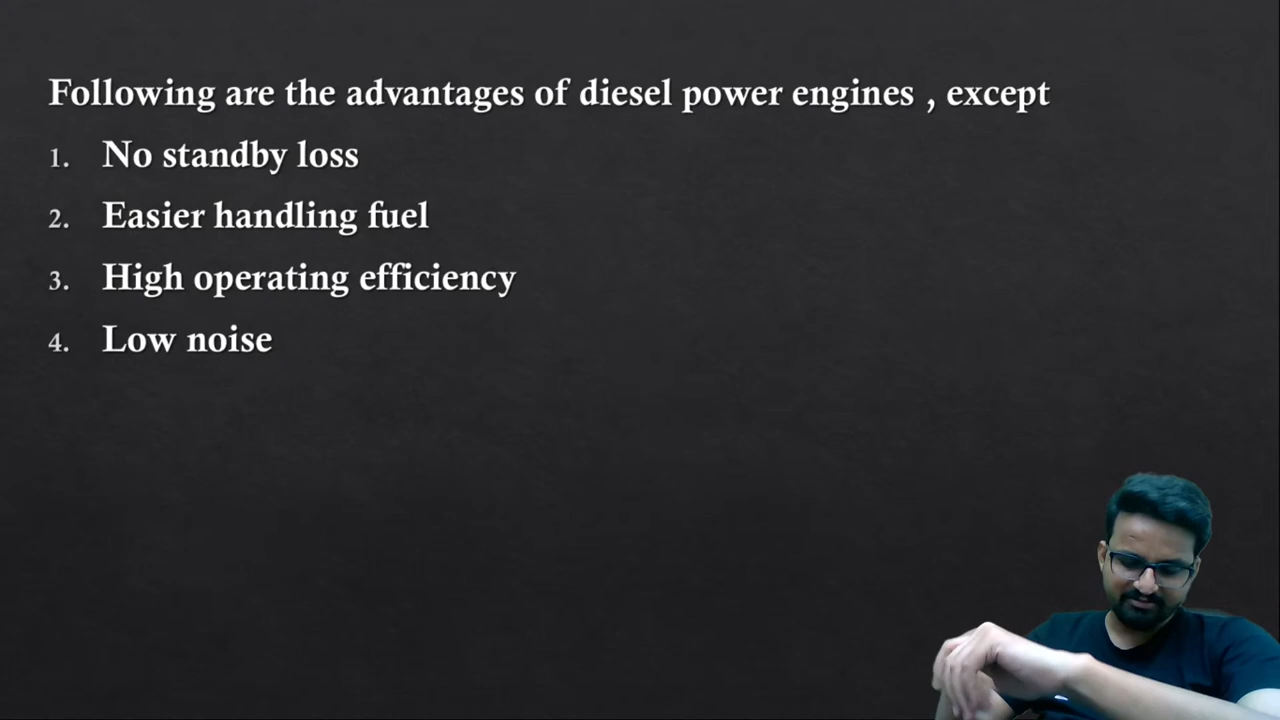 Following are the advantages of diesel power engines , except
1. No standby loss
2. Easier handling fuel
3. High operating efficiency
4. Low noise